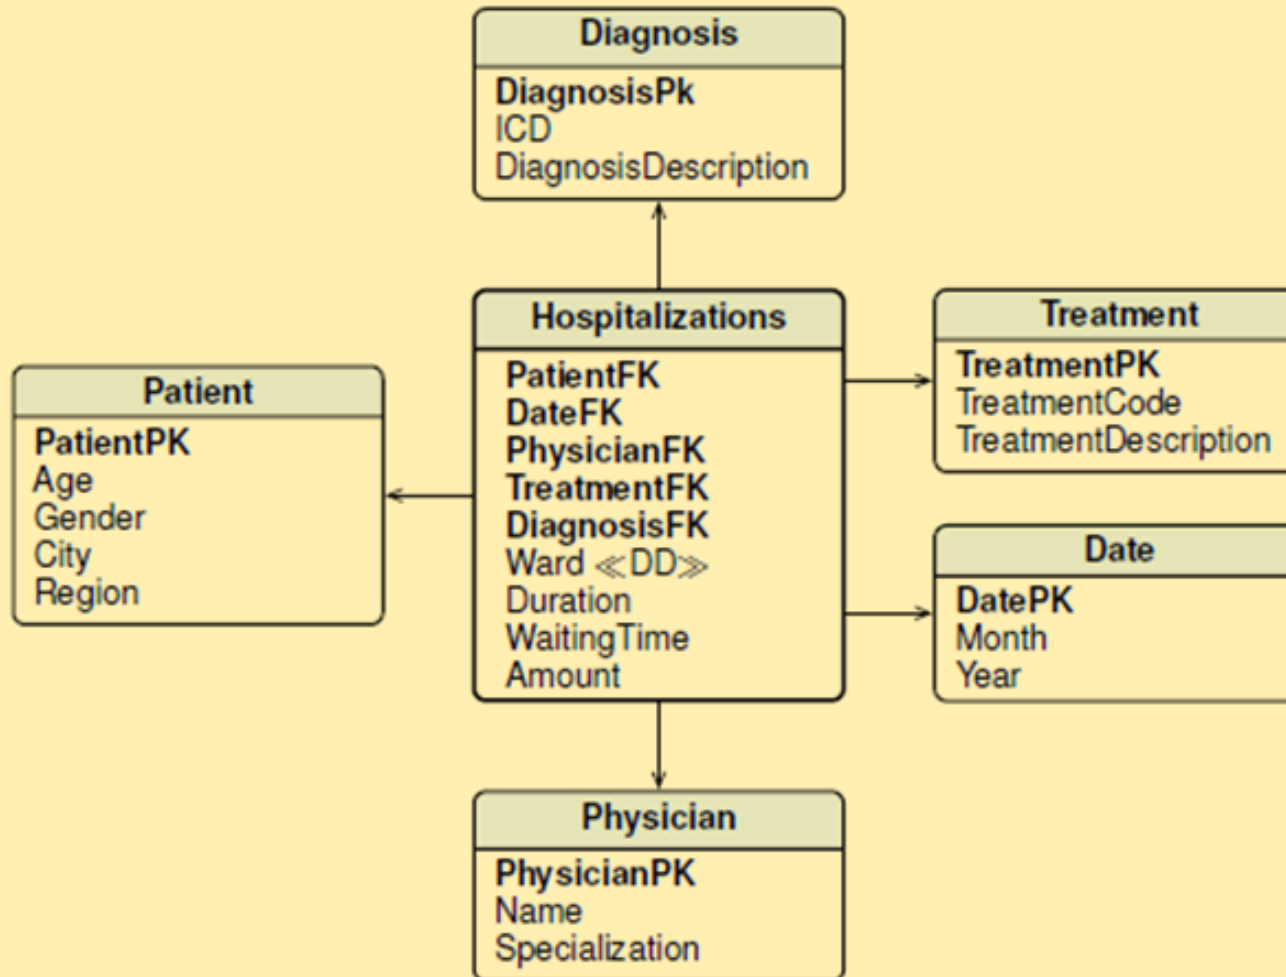 Diagnosis
DiagnosisPk
ICD
DiagnosisDescription
Hospitalizations
PatientFK
DateFK
PhysicianFK
TreatmentFK
DiagnosisFK
Ward ≪DD≫
Duration
WaitingTime
Amount
Treatment
TreatmentPK
TreatmentCode
TreatmentDescription
Patient
PatientPK
Age
Gender
City
Region
Date
DatePK
Month
Year
Physician
PhysicianPK
Name
Specialization